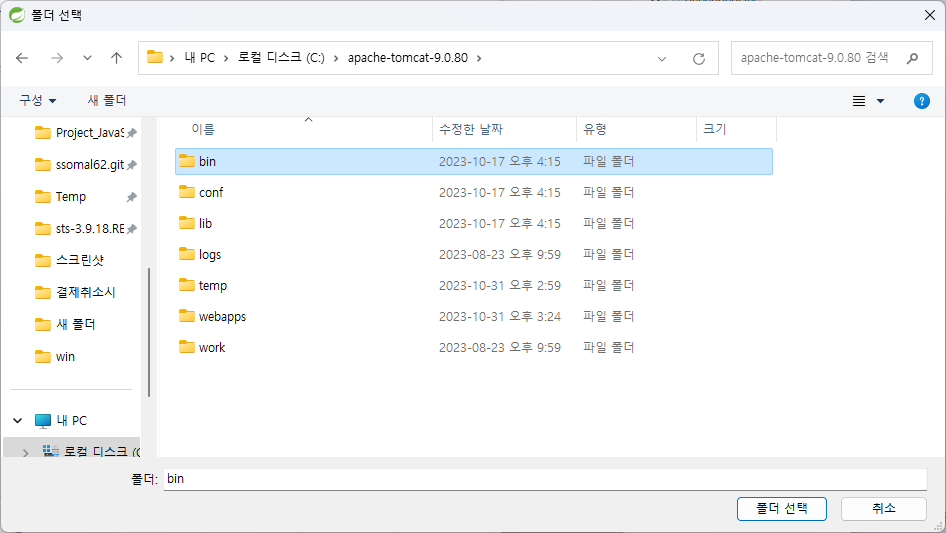 폴더 선택
내 PC > 로컬 디스크 (C:) > apache-tomcat-9.0.80 >
apache-tomcat-9.0.80 검색
구성 새 폴더
이름 수정한 날짜 유형 크기
Project_JavaS
ssomal62.git
Temp
sts-3.9.18.RE
스크린샷
결제취소시
새 폴더
win
내 PC
로컬 디스크 (C
bin 2023-10-17 오후 4:15 파일 폴더
conf 2023-10-17 오후 4:15 파일 폴더
lib 2023-10-17 오후 4:15 파일 폴더
logs 2023-08-23 오후 9:59 파일 폴더
temp 2023-10-31 오후 2:59 파일 폴더
webapps 2023-10-31 오후 3:24 파일 폴더
work 2023-08-23 오후 9:59 파일 폴더
폴더: bin
폴더 선택 취소